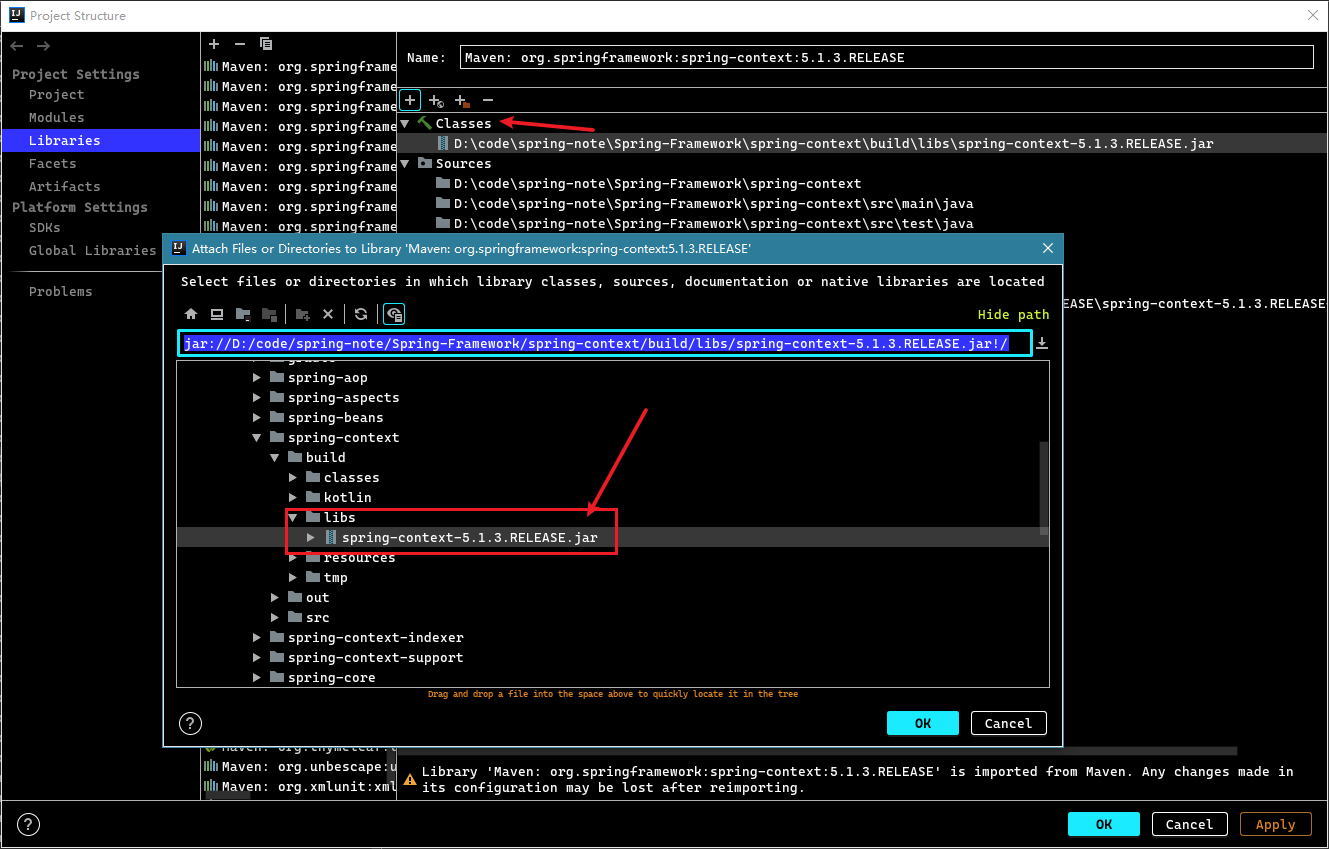 Project Structure
Project Settings
Project
Modules
Libraries
Facets
Artifacts
Platform Settings
SDKs
Global Libraries
Problems
Maven: org.springframe
Maven: org.springframe
Maven: org.springframe
Maven: org.springframe
Maven: org.springframe
Maven: org.springframe
Maven: org.springframe
Maven: org.springframe
Maven: org.springframe
Name: Maven: org.springframework:spring-context:5.1.3.RELEASE
Classes
D:\code\spring-note\Spring-Framework\spring-context\build\libs\spring-context-5.1.3.RELEASE.jar
Sources
D:\code\spring-note\Spring-Framework\spring-context
D:\code\spring-note\Spring-Framework\spring-context\src\main\java
D:\code\spring-note\Spring-Framework\spring-context\src\test\java
EASE\spring-context-5.1.3.RELEASE
Attach Files or Directories to Library 'Maven: org.springframework:spring-context:5.1.3.RELEASE'
Select files or directories in which library classes, sources, documentation or native libraries are located
Hide path
jar://D:/code/spring-note/Spring-Framework/spring-context/build/libs/spring-context-5.1.3.RELEASE.jar!/
spring-aop
spring-aspects
spring-beans
spring-context
build
classes
kotlin
libs
spring-context-5.1.3.RELEASE.jar
resources
tmp
out
src
spring-context-indexer
spring-context-support
spring-core
Drag and drop a file into the space above to quickly locate it in the tree
?
OK
Cancel
Maven: org.unbescape:u
Maven: org.xmlunit:xml
Library 'Maven: org.springframework:spring-context:5.1.3.RELEASE' is imported from Maven. Any changes made in
its configuration may be lost after reimporting.
?
OK
Cancel
Apply